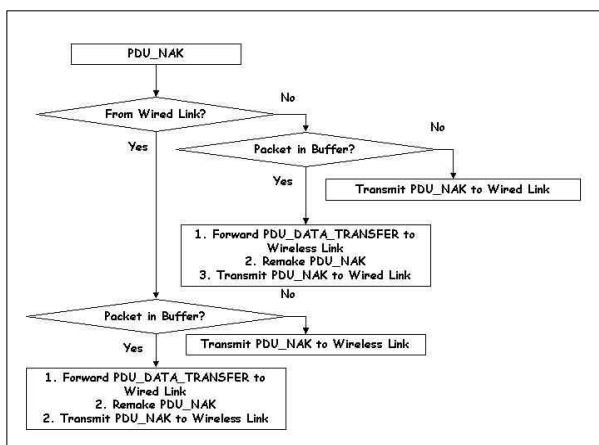 PDU_NAK
No
From Wired Link?
No
Yes
Packet in Buffer?
Yes
Transmit PDU_NAK to Wired Link
1. Forward PDU_DATA_TRANSFER to
Wireless Link
2. Remake PDU_NAK
3. Transmit PDU_NAK to Wired Link
No
Packet in Buffer?
Yes
Transmit PDU_NAK to Wireless Link
1. Forward PDU_DATA_TRANSFER to
Wired Link
2. Remake PDU_NAK
2. Transmit PDU_NAK to Wireless Link